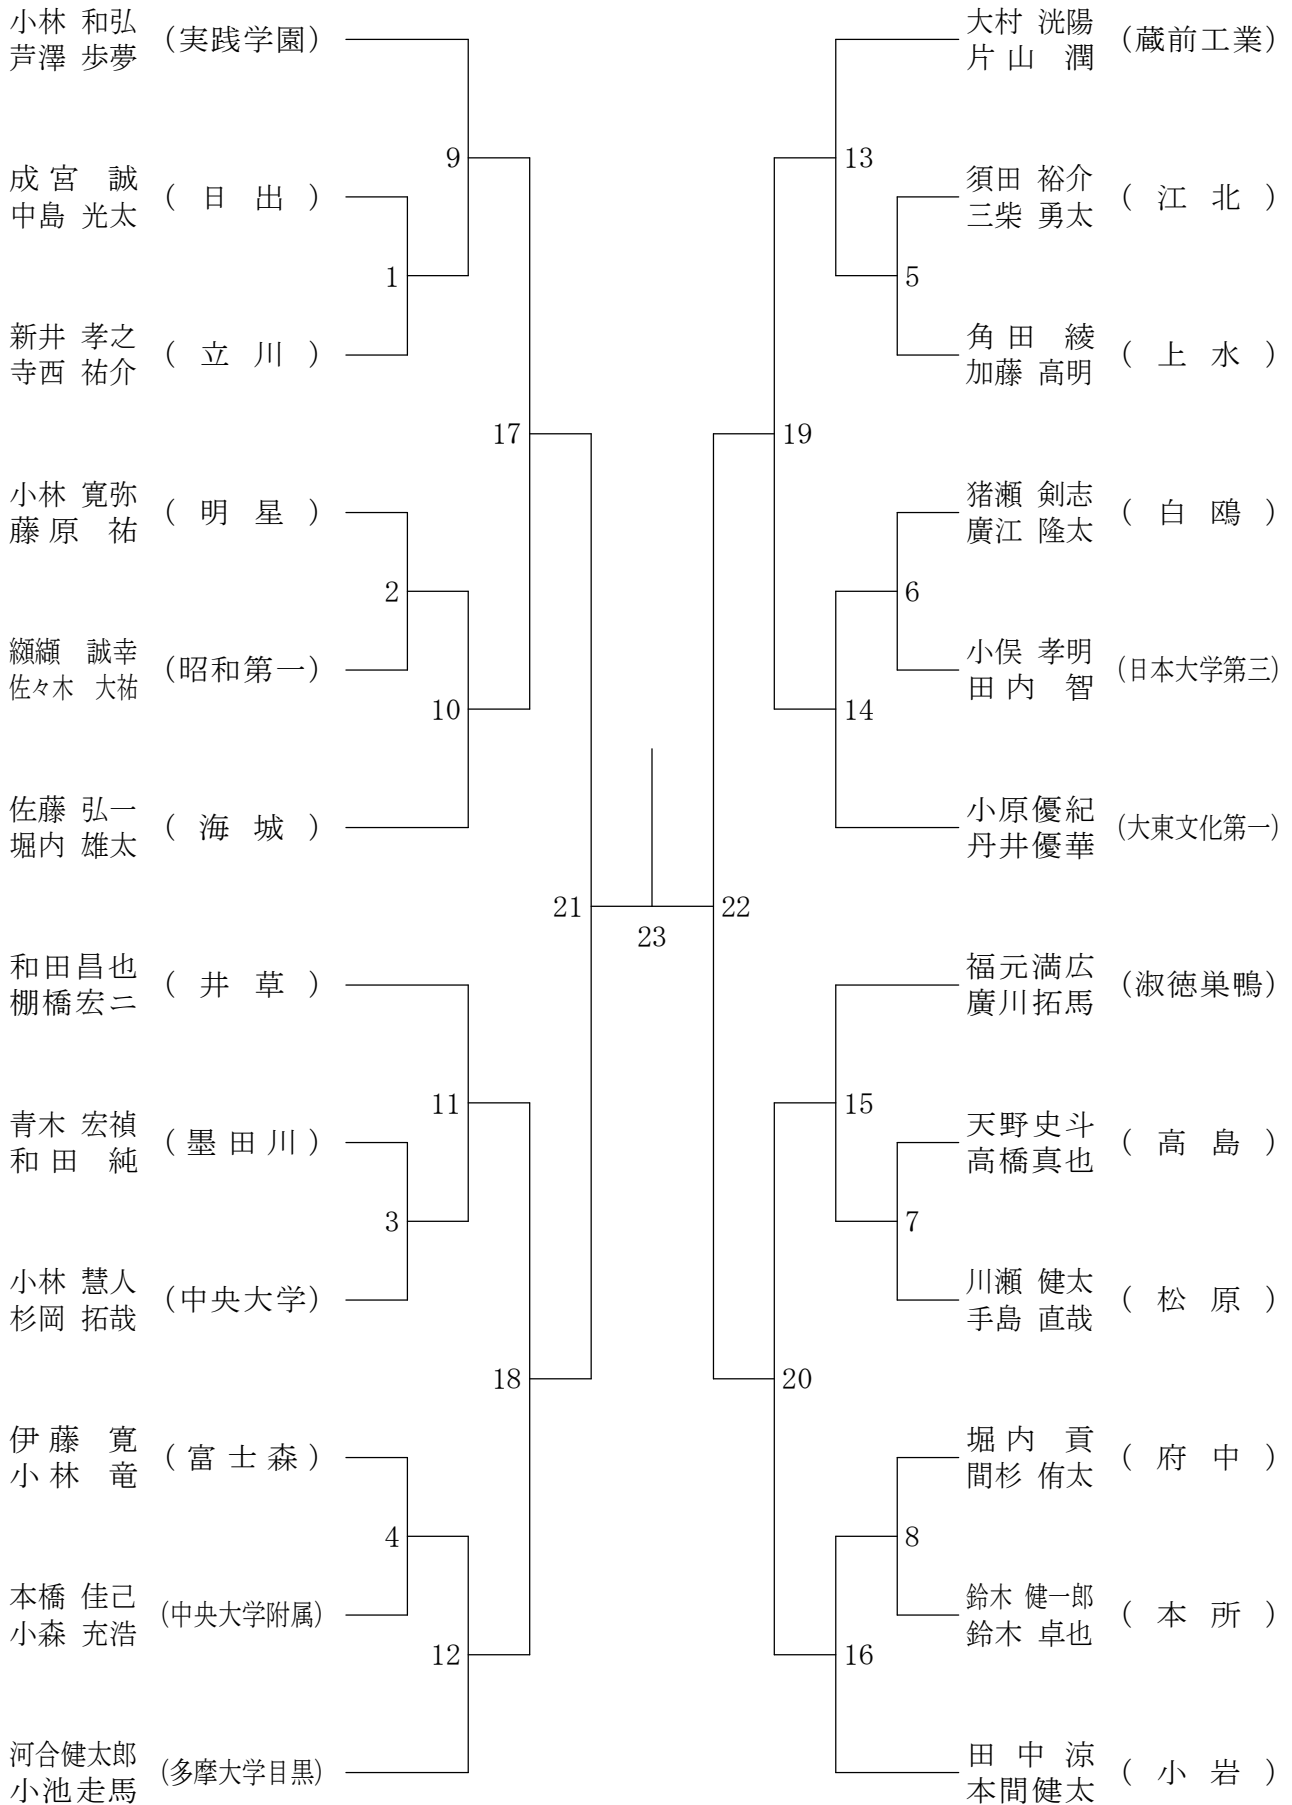 小林 和弘
芦澤 歩夢
(実践学園)
成宮 誠
中島 光太
(日出)
新井 孝之
寺西 祐介
(立川)
小林 寛弥
藤原 祐
(明星)
纐纈 誠幸
佐々木 大祐
(昭和第一)
佐藤 弘一
堀内 雄太
(海城)
和田昌也
棚橋宏二
(井草)
青木 宏禎
和田 純
(墨田川)
小林 慧人
杉岡 拓哉
(中央大学)
伊藤 寛
小林 竜
(富士森)
本橋 佳己
小森 充浩
(中央大学附属)
河合健太郎
小池走馬
(多摩大学目黒)
9
1
17
2
10
21
11
3
18
4
12
23
大村 洸陽
片山 潤
(蔵前工業)
須田 裕介
三柴 勇太
(江北)
角田 綾
加藤 高明
(上水)
猪瀬 剣志
廣江 隆太
(白鴎)
小俣 孝明
田内 智
(日本大学第三)
小原優紀
丹井優華
(大東文化第一)
福元満広
廣川拓馬
(淑徳巣鴨)
天野史斗
高橋真也
(高島)
川瀬 健太
手島 直哉
(松原)
堀内 貢
間杉 侑太
(府中)
鈴木 健一郎
鈴木 卓也
(本所)
田中涼
本間健太
(小岩)
13
5
19
6
14
22
15
7
20
8
16